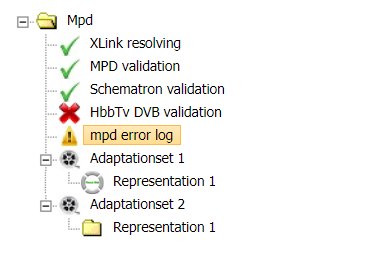 Mpd
XLink resolving
MPD validation
Schematron validation
HbbTv DVB validation
mpd error log
Adaptationset 1
Representation 1
Adaptationset 2
Representation 1